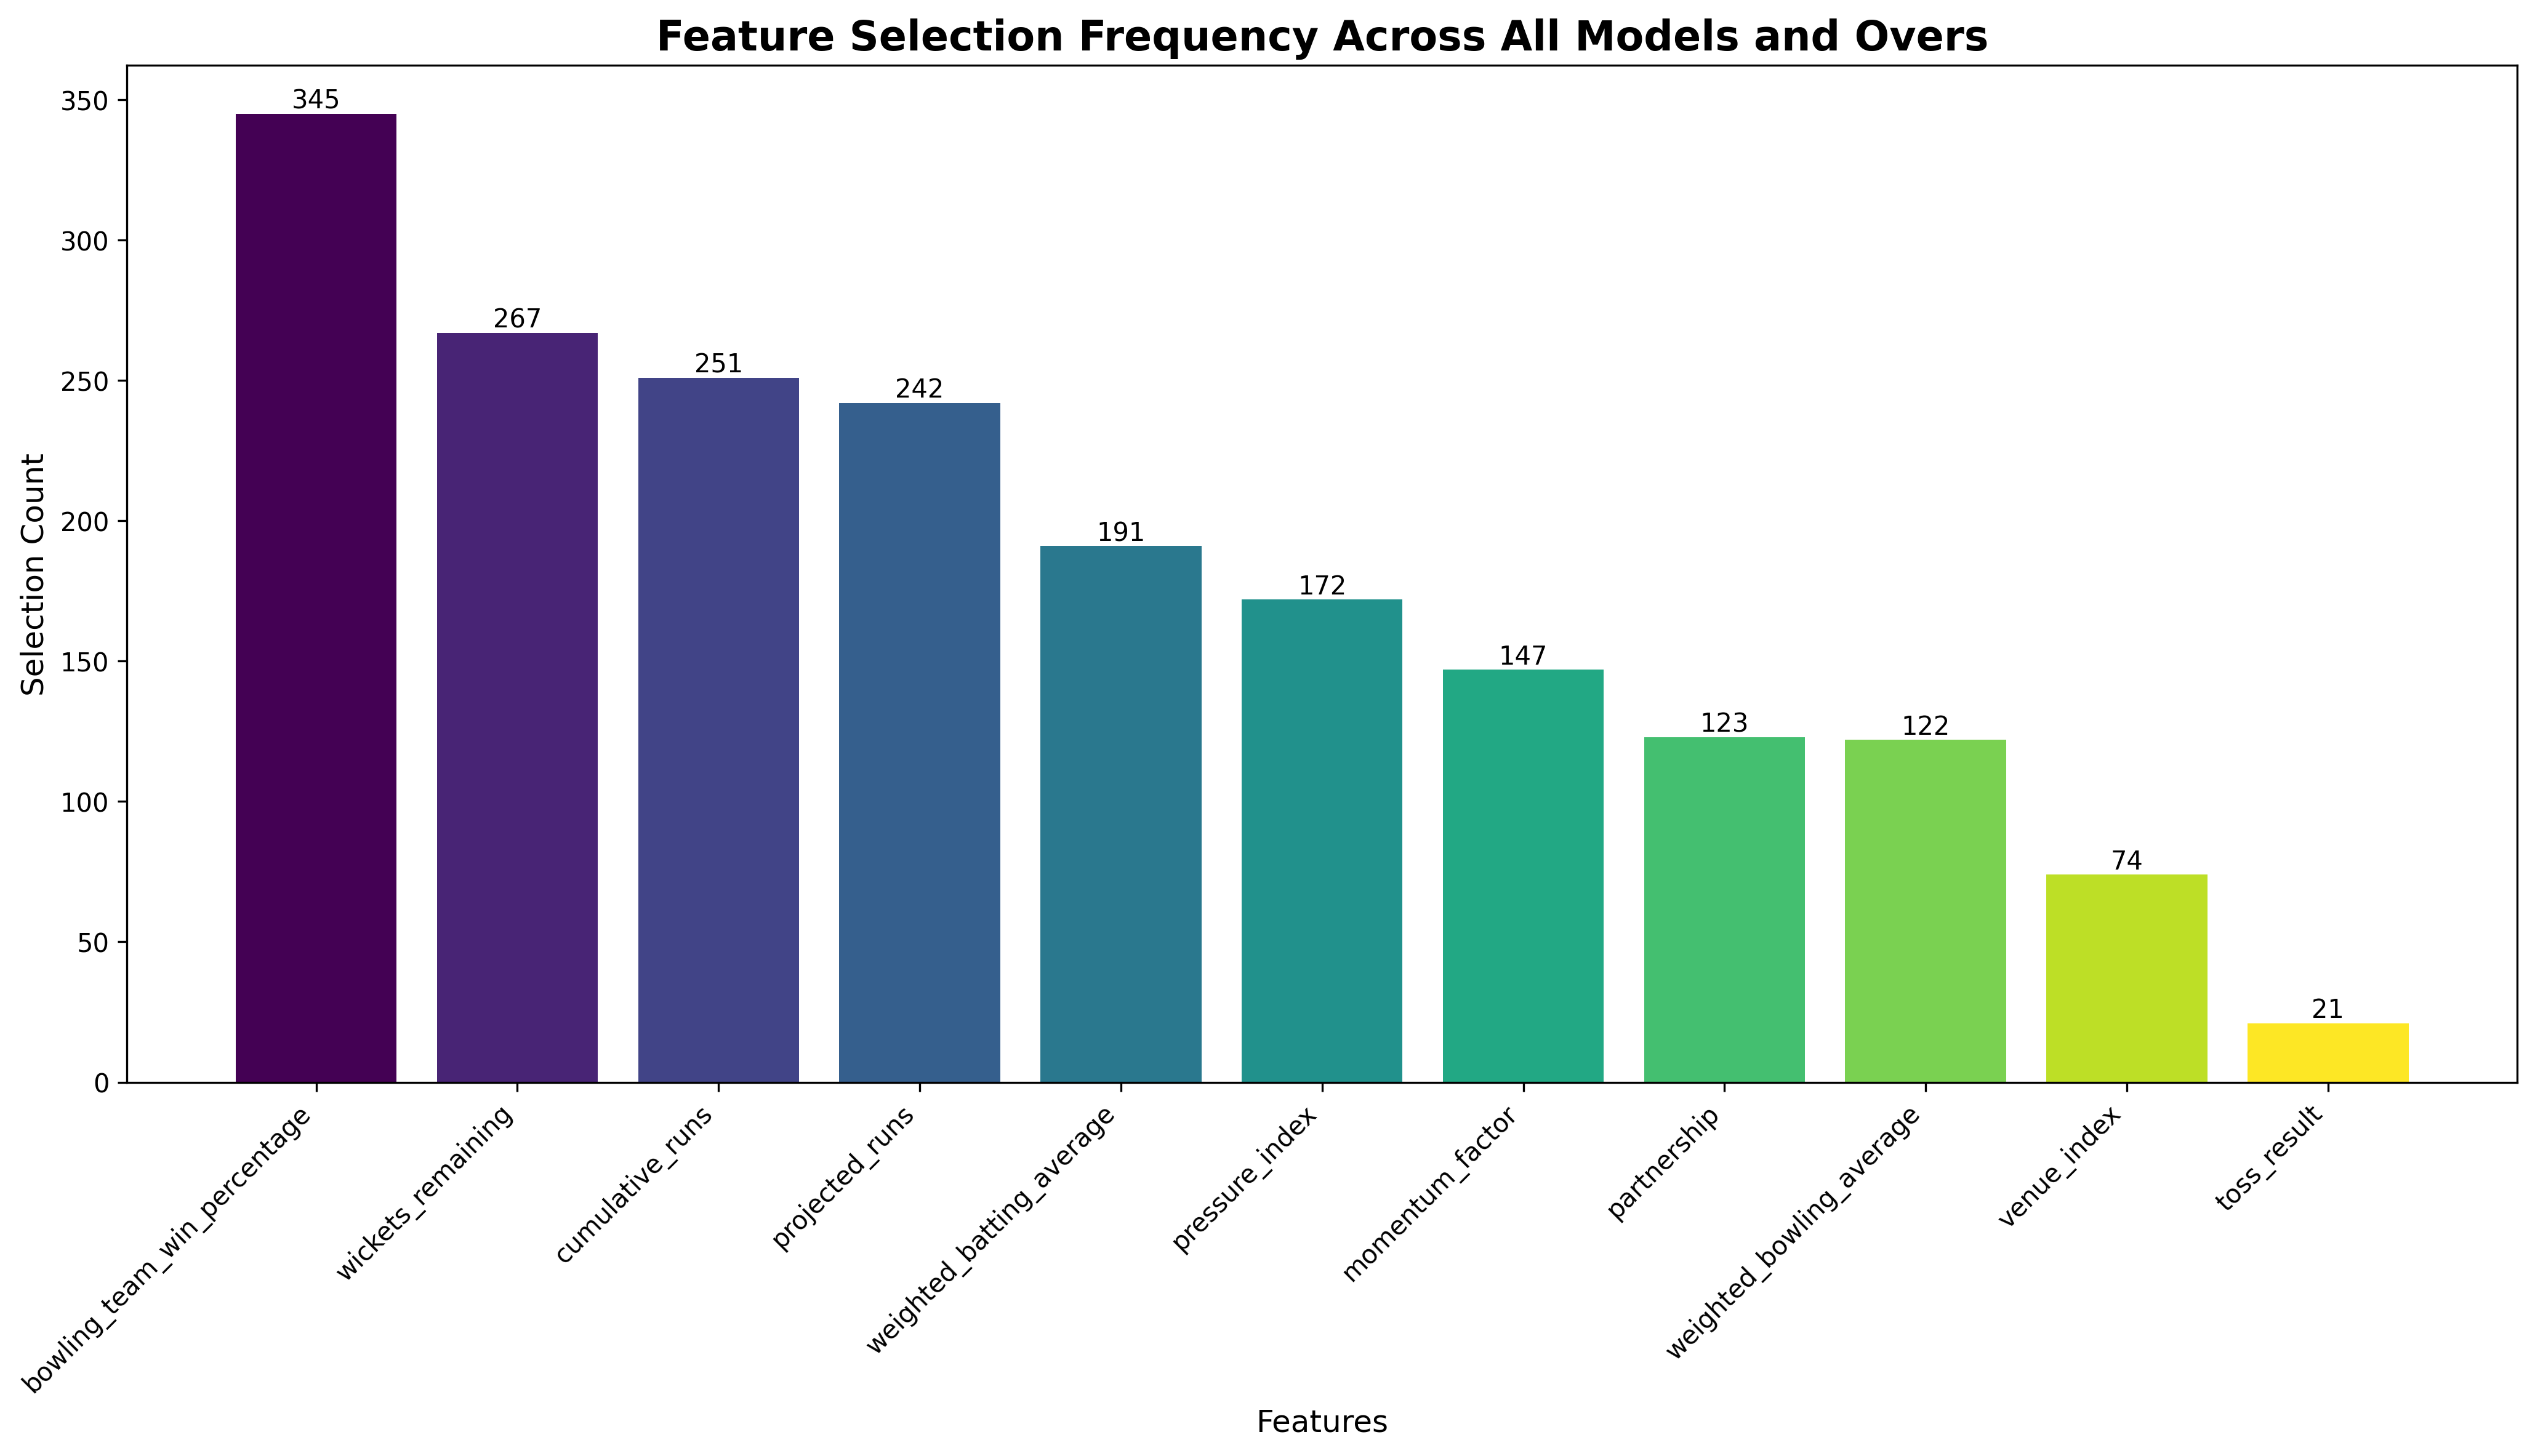 Feature Selection Frequency Across All Models and Overs
Selection Count
350
300
250
200
150
100
50
0
345
267
251
242
191
172
147
123
122
74
21
bowling_team_win_percentage
wickets_remaining
cumulative_runs
projected_runs
weighted_batting_average
pressure_index
momentum_factor
partnership
weighted_bowling_average
venue_index
toss_result
Features